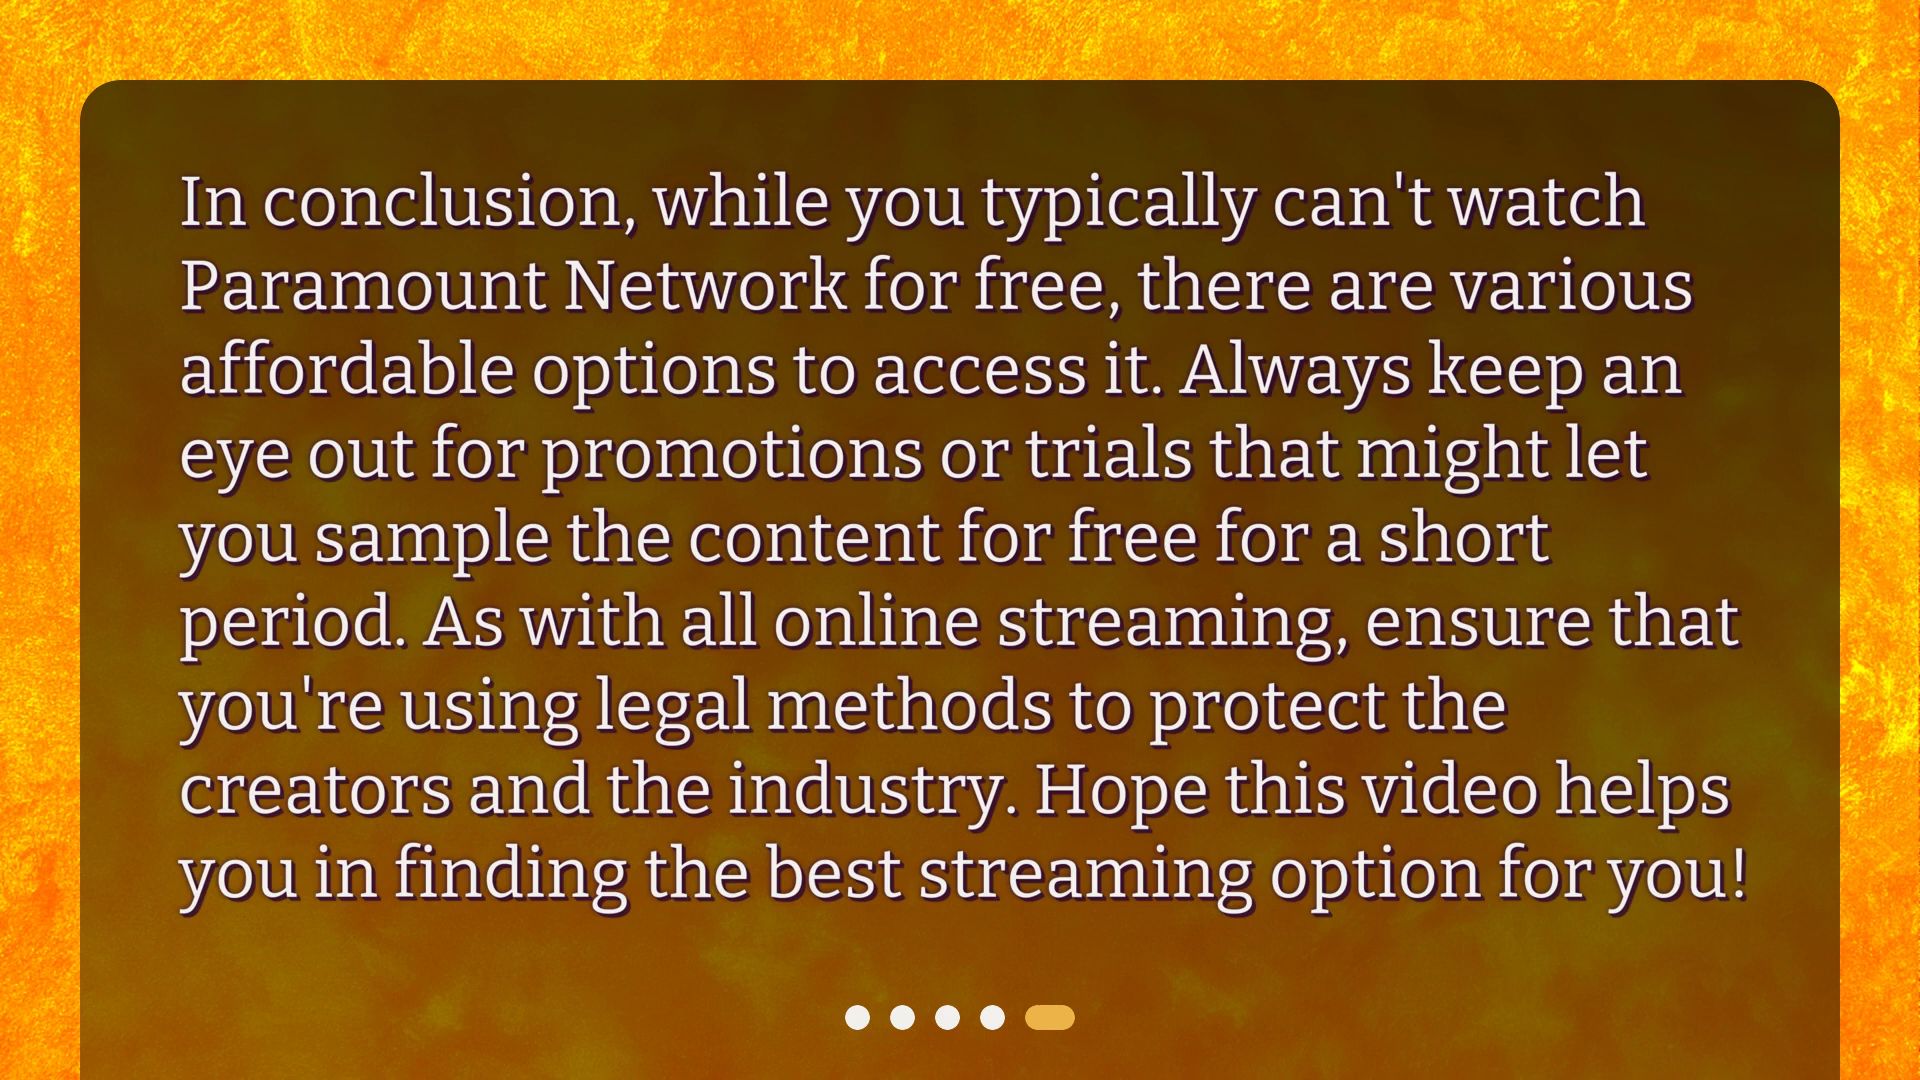 In conclusion, while you typically can't watch
Paramount Network for free, there are various
affordable options to access it. Always keep an
eye out for promotions or trials that might let
you sample the content for free for a short
period. As with all online streaming, ensure that
you're using legal methods to protect the
creators and the industry. Hope this video helps
you in finding the best streaming option for you!